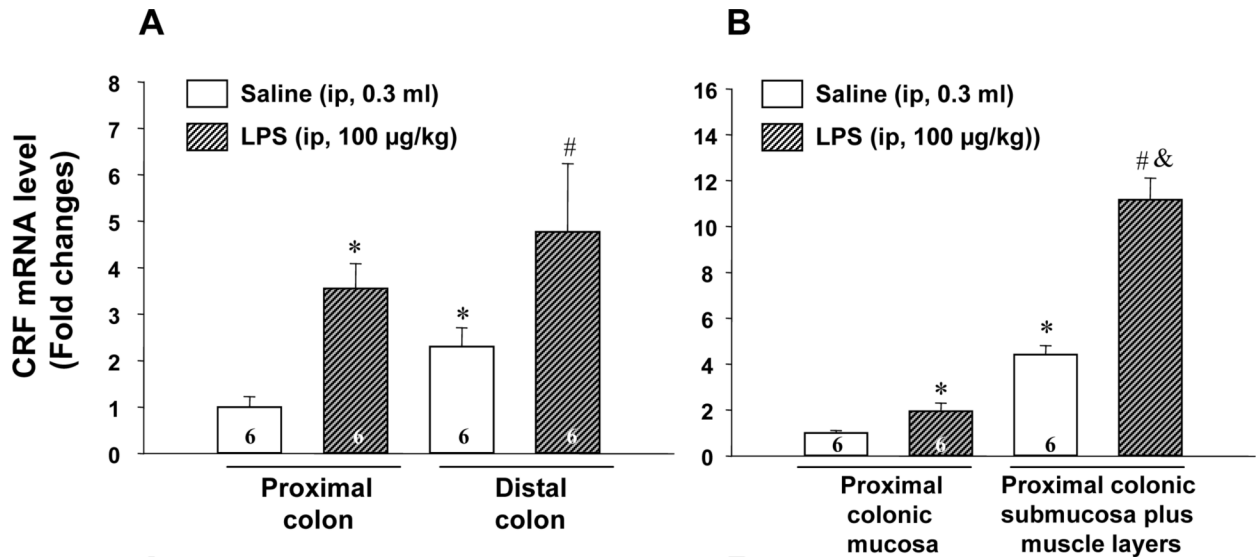 A
CRF mRNA level
(Fold changes)
8
7
6
5
4
3
2
1
0
Saline (ip, 0.3 ml)
LPS (ip, 100 µg/kg)
*
*
#
6
6
6
6
Proximal
colon
Distal
colon
B
16
14
12
10
8
6
4
2
0
Saline (ip, 0.3 ml)
LPS (ip, 100 µg/kg))
*
*
#&
6
6
6
Proximal
colonic
mucosa
Proximal colonic
submucosa plus
muscle layers